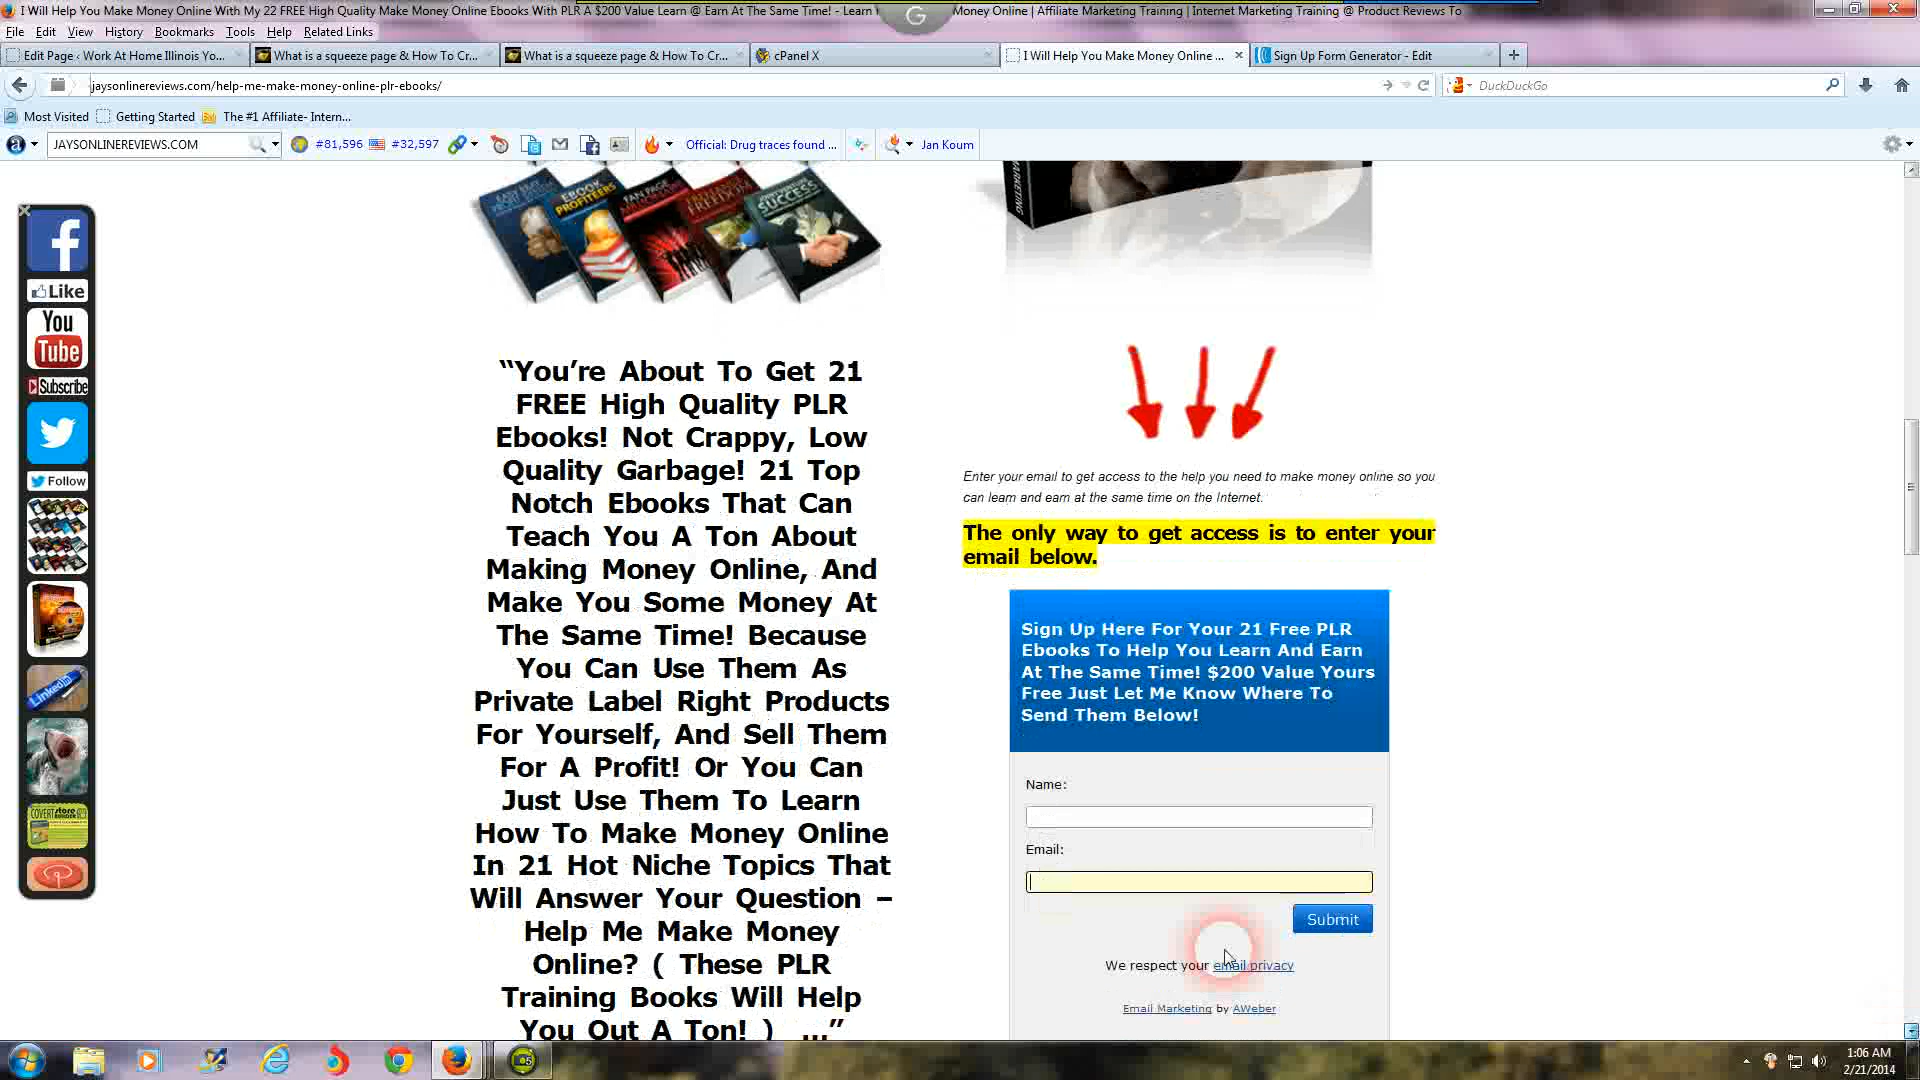 I Will Help You Make Money Online With My 22 FREE High Quality Make Money Online Ebooks With PLR A $200 Value Learn @ Earn At The Same Time! - Learn
Money Online | Affiliate Marketing Training | Internet Marketing Training @ Product Reviews To
G
File Edit View History Bookmarks Tools Help Related Links
Edit Page ‹ Work At Home Illinois Yo...
What is a squeeze page & How To Cr...
What is a squeeze page & How To Cr...
cPanel X
I Will Help You Make Money Online ...
Sign Up Form Generator - Edit
jaysonlinereviews.com/help-me-make-money-online-plr-ebooks/
DuckDuckGo
Most Visited Getting Started The #1 Affiliate- Intern...
JAYSONLINEREVIEWS.COM #81,596 #32,597 Official: Drug traces found ... Jan Koum
EBOOK PROFITEERS
FAN PAGE
FREEDOM
SUCCESS
MARKETING
f
Like
You Tube
Subscribe
Follow
LinkedIn
COVERT store BUILDER
“You’re About To Get 21
FREE High Quality PLR
Ebooks! Not Crappy, Low
Quality Garbage! 21 Top
Notch Ebooks That Can
Teach You A Ton About
Making Money Online, And
Make You Some Money At
The Same Time! Because
You Can Use Them As
Private Label Right Products
For Yourself, And Sell Them
For A Profit! Or You Can
Just Use Them To Learn
How To Make Money Online
In 21 Hot Niche Topics That
Will Answer Your Question –
Help Me Make Money
Online? ( These PLR
Training Books Will Help
You Out A Ton! ) …”
Enter your email to get access to the help you need to make money online so you
can learn and earn at the same time on the Internet.
The only way to get access is to enter your
email below.
Sign Up Here For Your 21 Free PLR
Ebooks To Help You Learn And Earn
At The Same Time! $200 Value Yours
Free Just Let Me Know Where To
Send Them Below!
Name:
Email:
Submit
We respect your email privacy
Email Marketing by AWeber
1:06 AM
2/21/2014